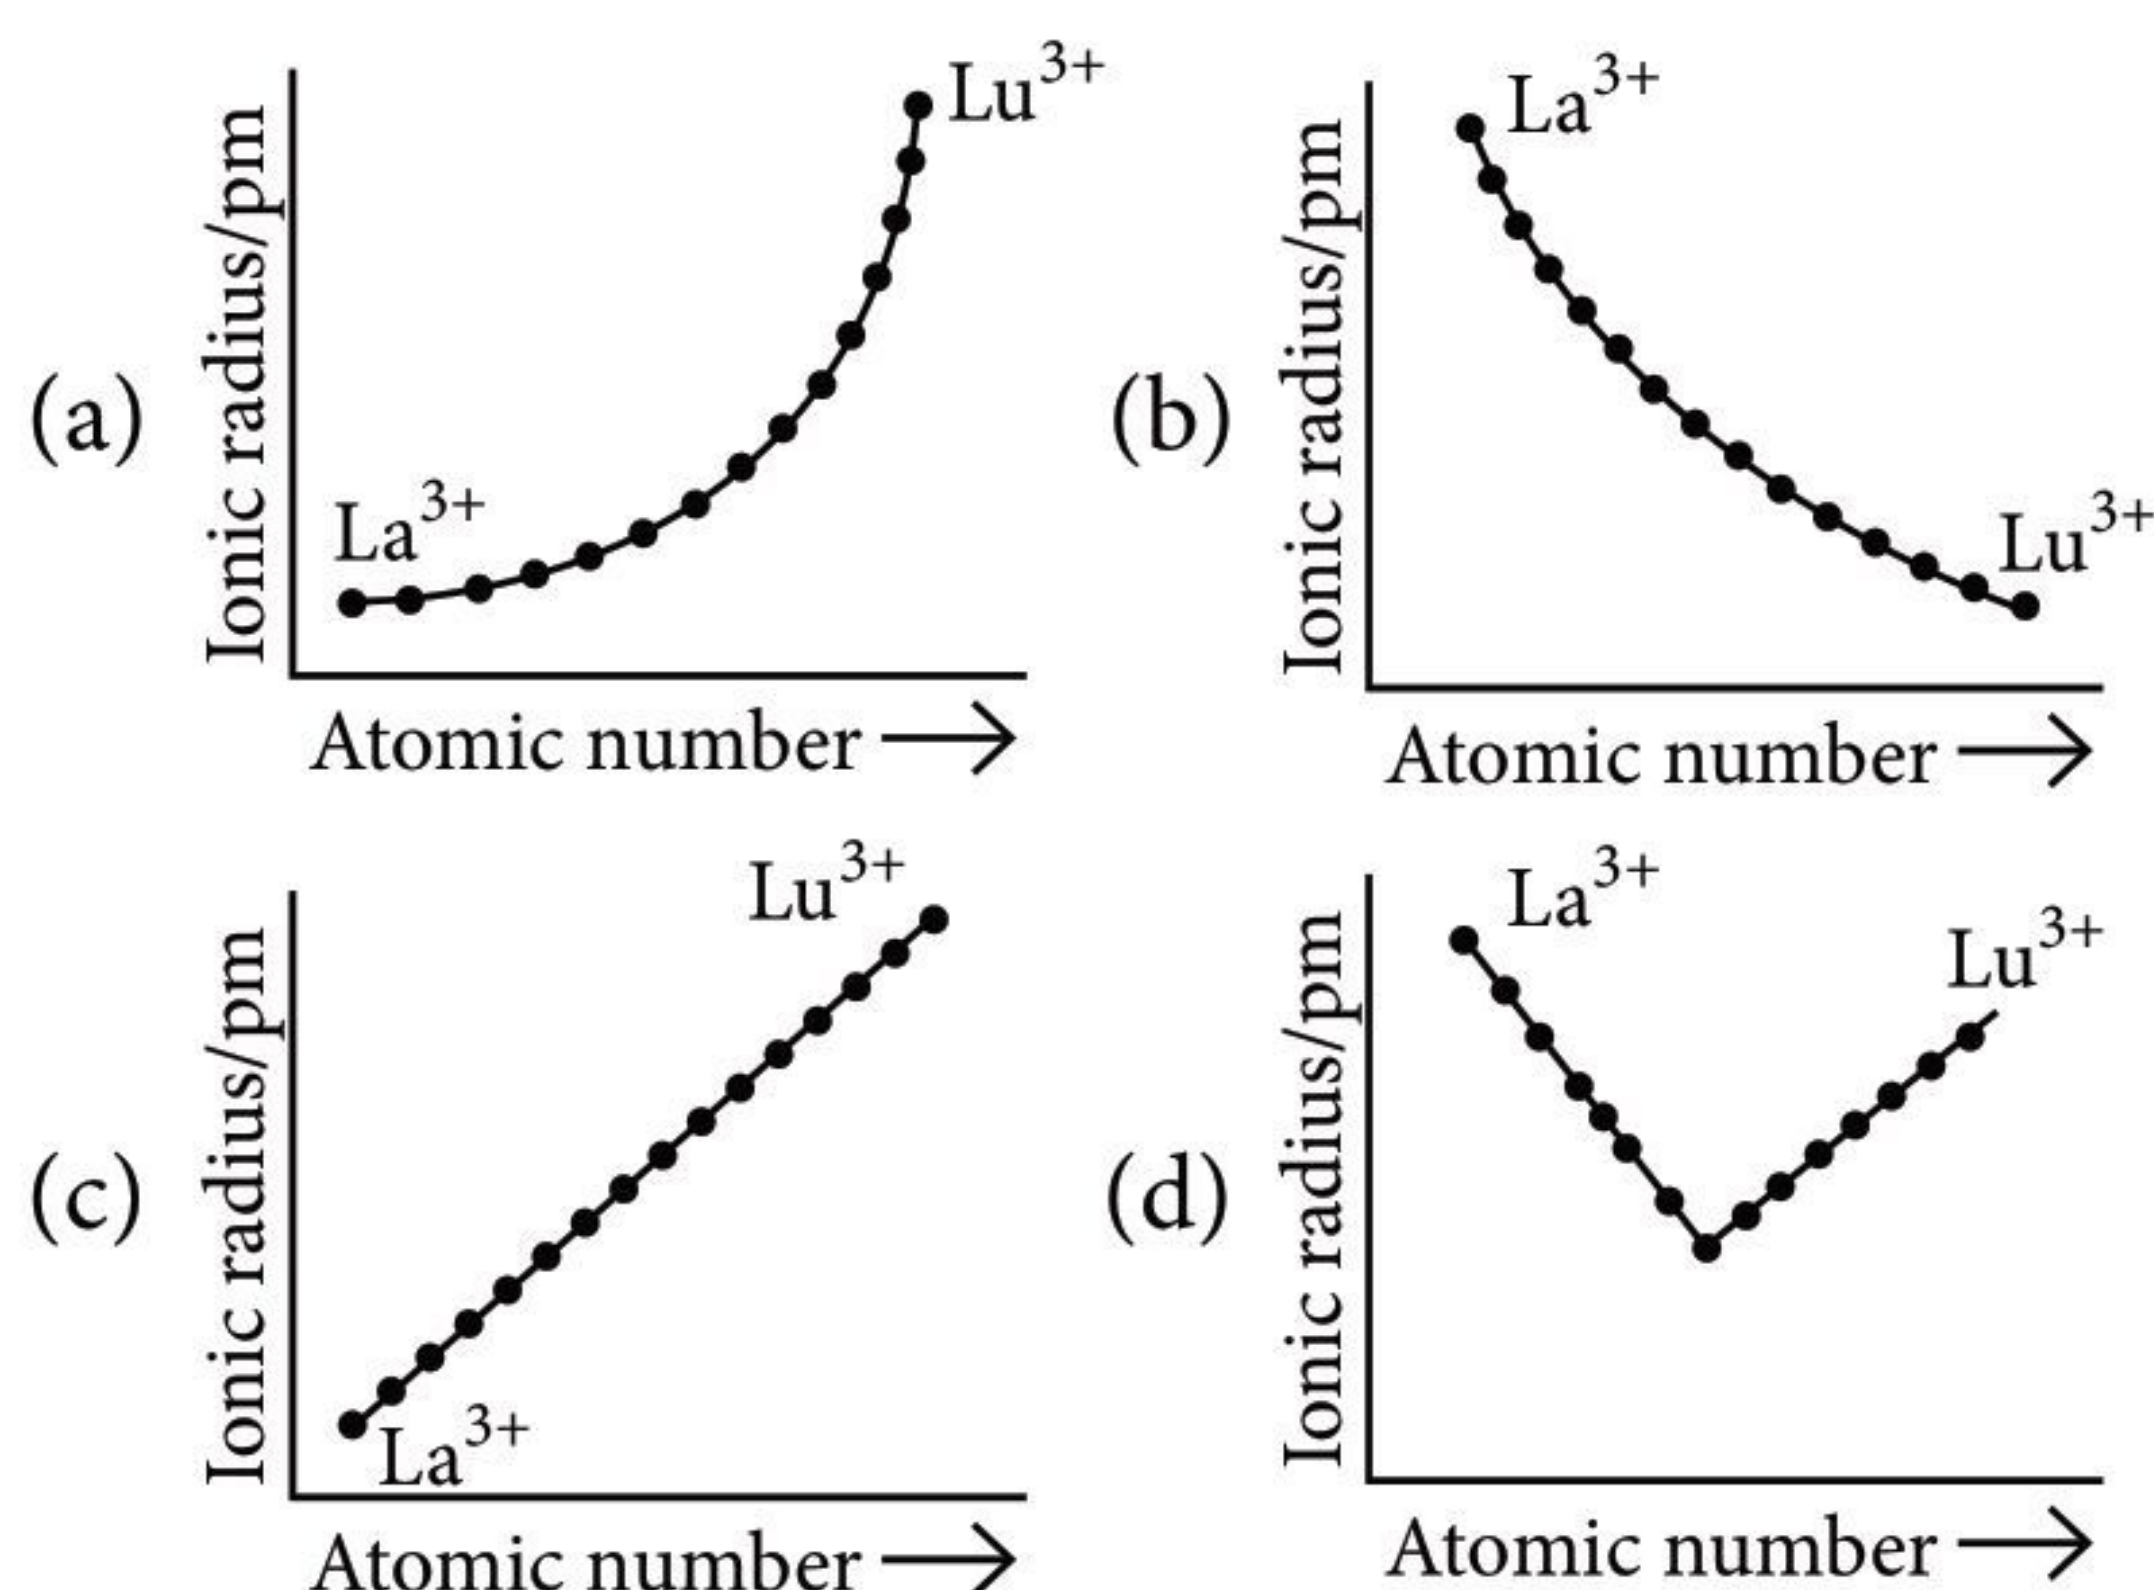 (a)
Ionic radius/pm
La³⁺
Lu³⁺
Atomic number
(b)
Ionic radius/pm
La³⁺
Lu³⁺
Atomic number
(c)
Ionic radius/pm
Lu³⁺
La³⁺
Atomic number
(d)
Ionic radius/pm
La³⁺
Lu³⁺
Atomic number